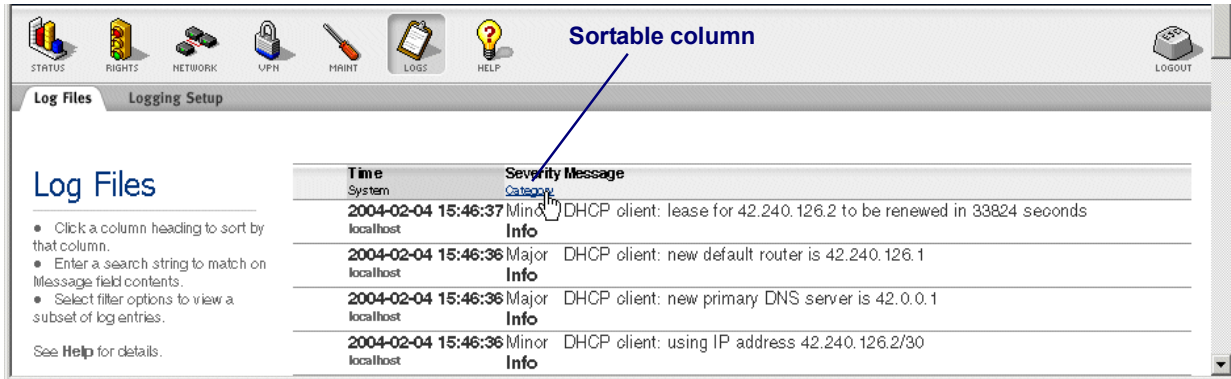 Sortable column
STATUS RIGHTS NETWORK VPN MAINT LOGS HELP LOGOUT
Log Files Logging Setup
Log Files
• Click a column heading to sort by
that column.
• Enter a search string to match on
Message field contents.
• Select filter options to view a
subset of log entries.
See Help for details.
Time Severity Message
System Category
2004-02-04 15:46:37 Minor DHCP client: lease for 42.240.126.2 to be renewed in 33824 seconds
localhost Info
2004-02-04 15:46:36 Major DHCP client: new default router is 42.240.126.1
localhost Info
2004-02-04 15:46:36 Major DHCP client: new primary DNS server is 42.0.0.1
localhost Info
2004-02-04 15:46:36 Minor DHCP client: using IP address 42.240.126.2/30
localhost Info